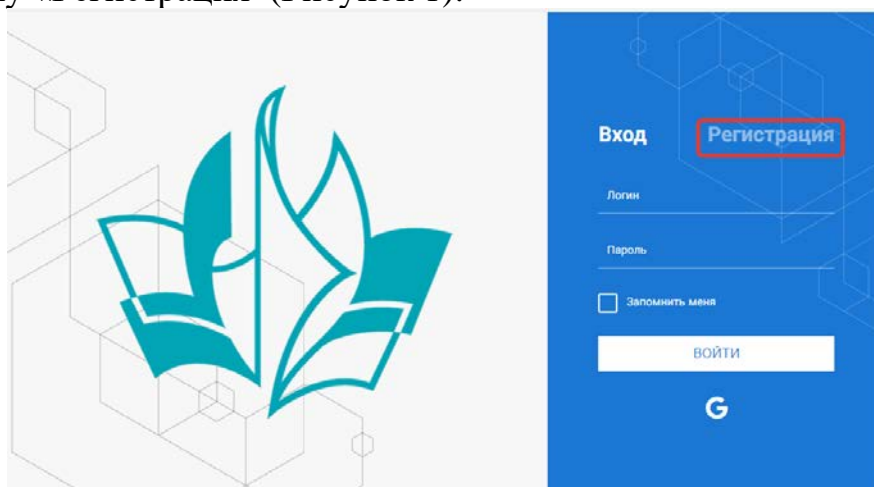 Вход Регистрация
Логин
Пароль
Запомнить меня
ВОЙТИ
G